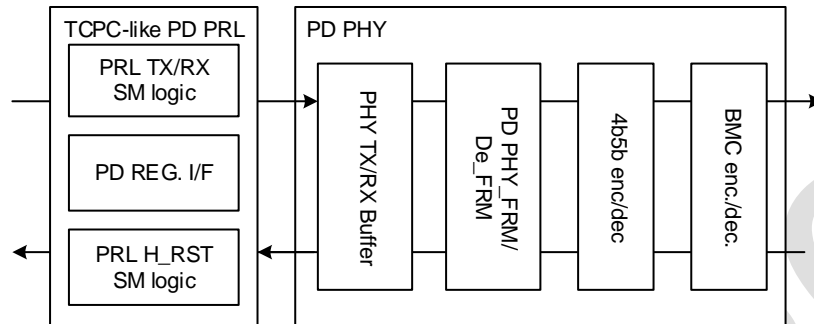 TCPC-like PD PRL
PRL TX/RX
SM logic
PD REG. I/F
PRL H_RST
SM logic
PD PHY
PHY TX/RX Buffer
PD PHY_FRM/
De_FRM
4b5b enc/dec
BMC enc./dec.